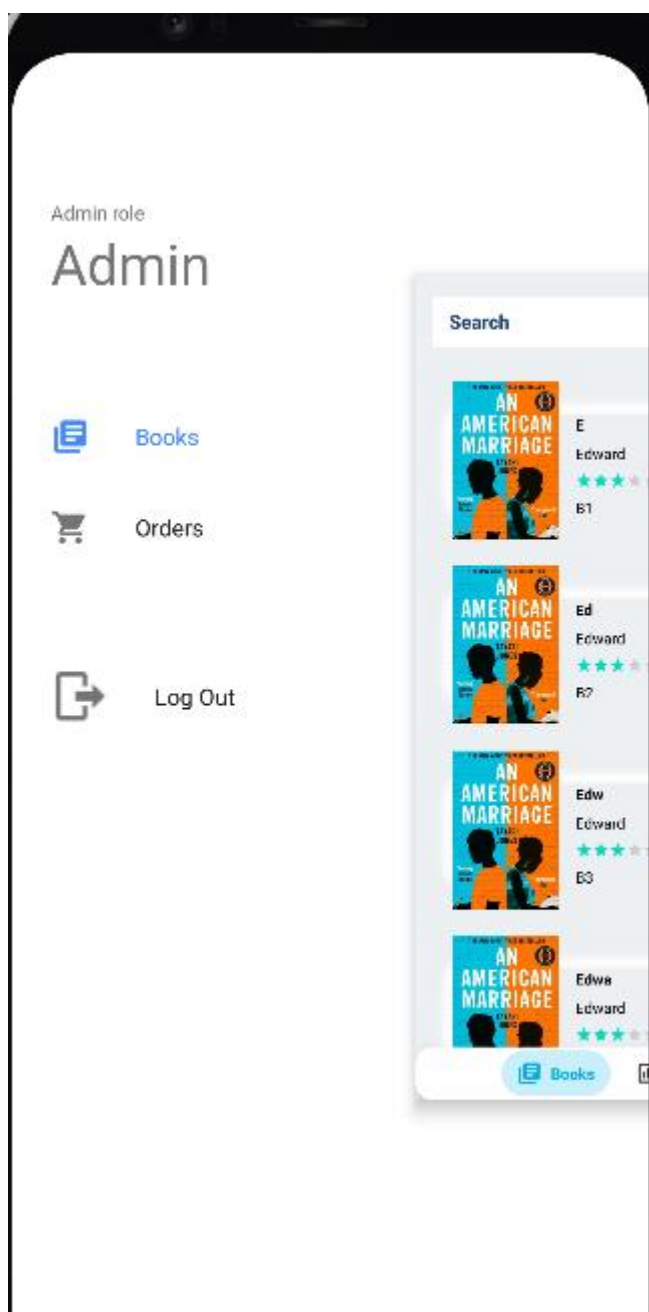 Admin role
Admin
Books
Orders
Log Out
Search
AN
AMERICAN
MARRIAGE
E
Edward
B1
AN
AMERICAN
MARRIAGE
Ed
Edward
B2
AN
AMERICAN
MARRIAGE
Edw
Edward
B3
AN
AMERICAN
MARRIAGE
Edwa
Edward
Books